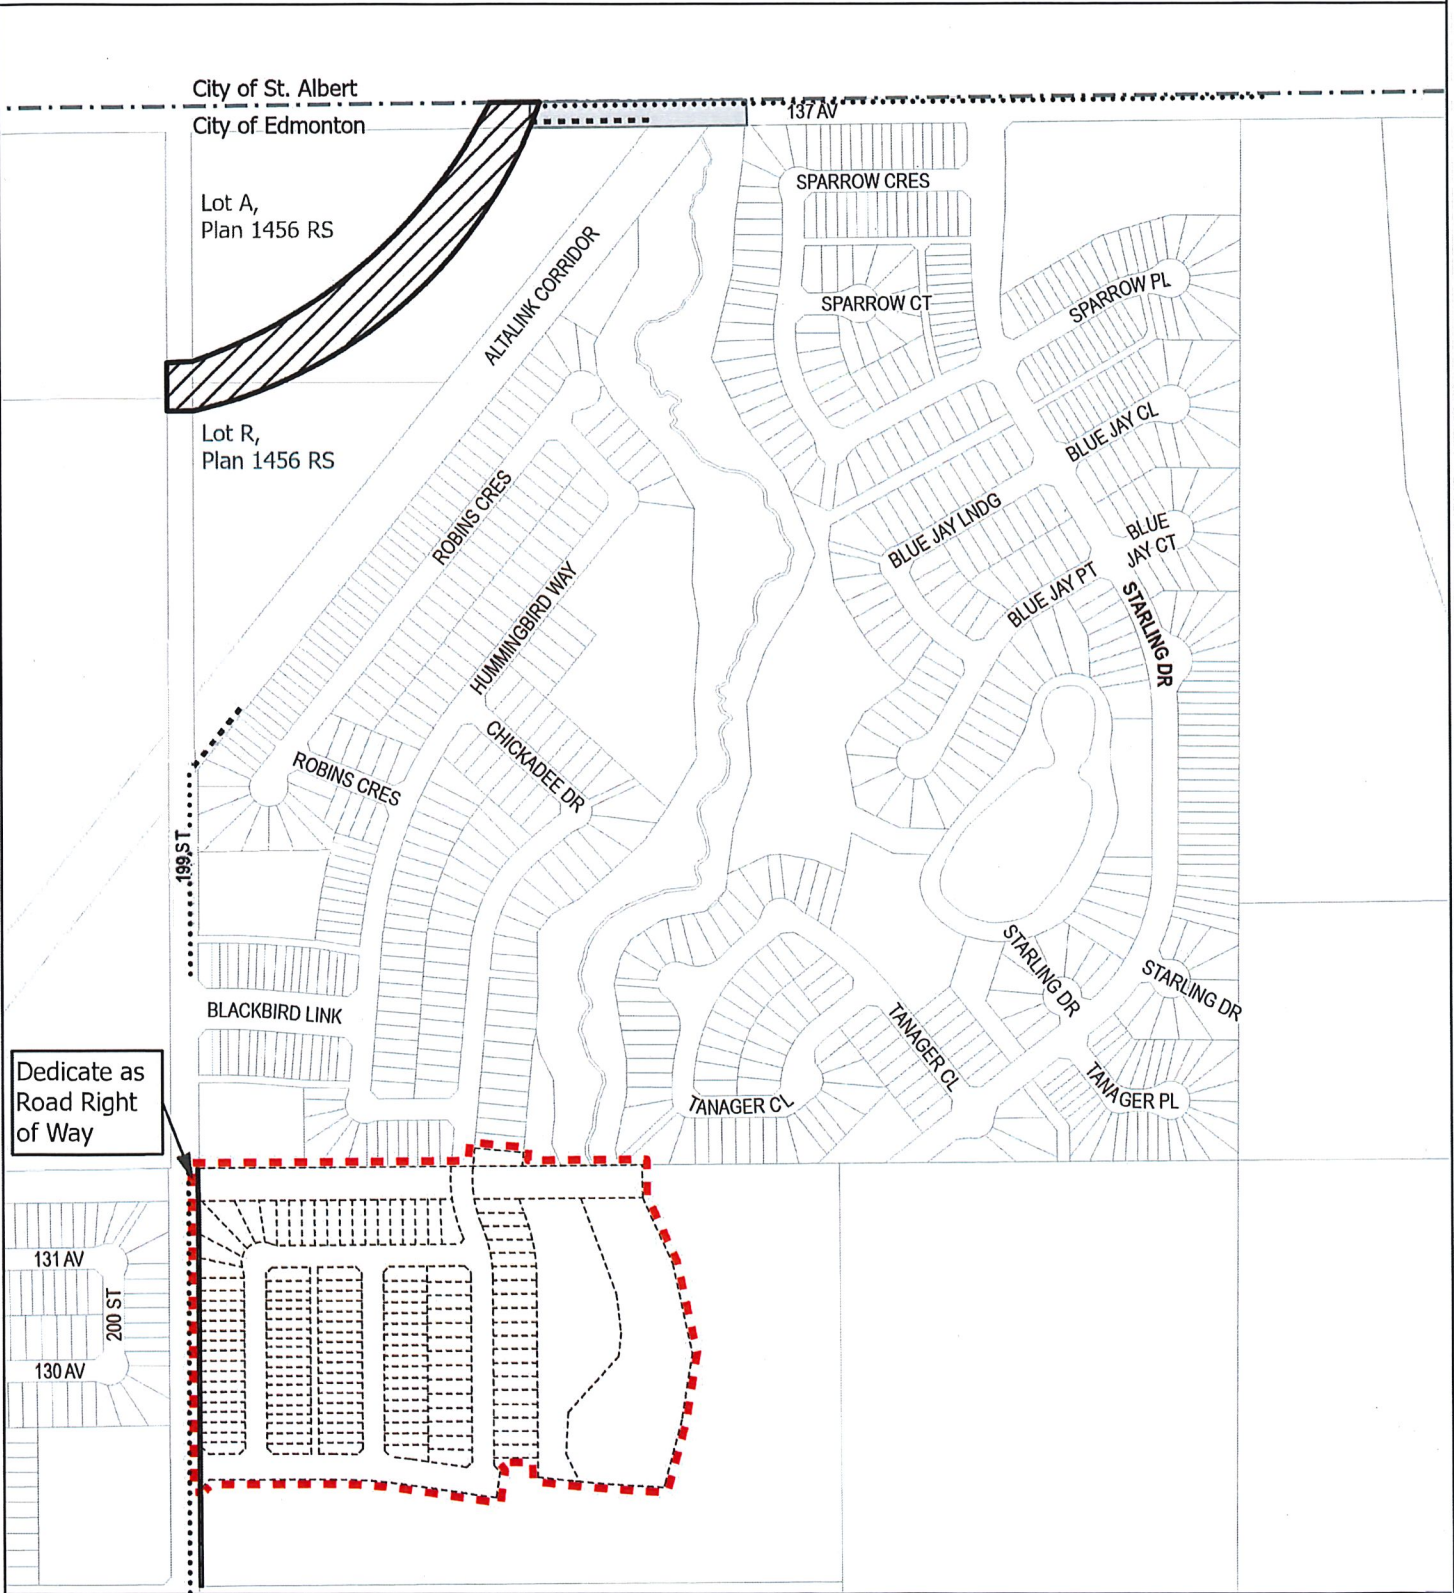 City of St. Albert
City of Edmonton
137 AV
Lot A,
Plan 1456 RS
SPARROW CRES
ALTALINK CORRIDOR
SPARROW CT
SPARROW PL
Lot R,
Plan 1456 RS
BLUE JAY CL
ROBINS CRES
BLUE JAY LNDG
BLUE
JAY CT
HUMMINGBIRD WAY
BLUE JAY PT
STARLING DR
CHICKADEE DR
ROBINS CRES
199 ST
STARLING DR
STARLING DR
BLACKBIRD LINK
TANAGER CL
Dedicate as
Road Right
of Way
TANAGER CL
TANAGER PL
131 AV
200 ST
130 AV